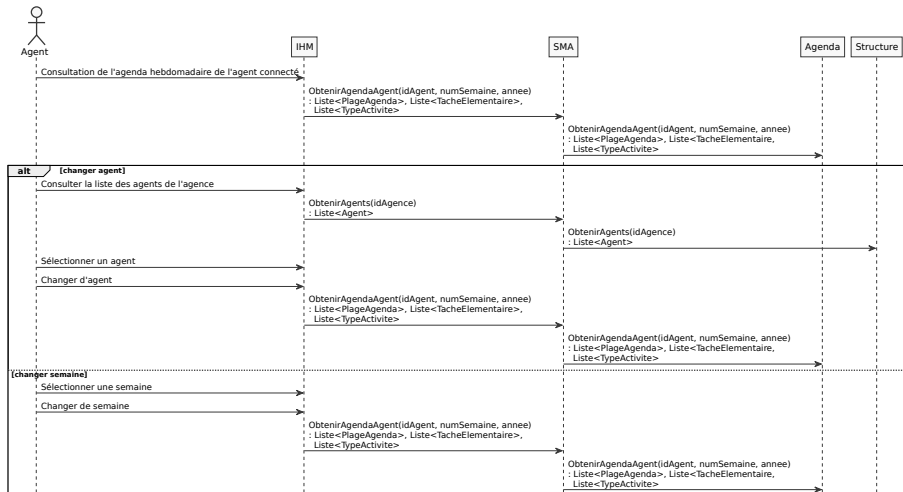 Agent
IHM
SMA
Agenda
Structure
Consultation de l'agenda hebdomadaire de l'agent connecté
ObtenirAgendaAgent(idAgent, numSemaine, annee)
: Liste<PlageAgenda>, Liste<TacheElementaire>,
Liste<TypeActivite>
ObtenirAgendaAgent(idAgent, numSemaine, annee)
: Liste<PlageAgenda>, Liste<TacheElementaire,
Liste<TypeActivite>
alt
[changer agent]
Consulter la liste des agents de l'agence
ObtenirAgents(idAgence)
: Liste<Agent>
ObtenirAgents(idAgence)
: Liste<Agent>
Sélectionner un agent
Changer d'agent
ObtenirAgendaAgent(idAgent, numSemaine, annee)
: Liste<PlageAgenda>, Liste<TacheElementaire>,
Liste<TypeActivite>
ObtenirAgendaAgent(idAgent, numSemaine, annee)
: Liste<PlageAgenda>, Liste<TacheElementaire,
Liste<TypeActivite>
[changer semaine]
Sélectionner une semaine
Changer de semaine
ObtenirAgendaAgent(idAgent, numSemaine, annee)
: Liste<PlageAgenda>, Liste<TacheElementaire>,
Liste<TypeActivite>
ObtenirAgendaAgent(idAgent, numSemaine, annee)
: Liste<PlageAgenda>, Liste<TacheElementaire,
Liste<TypeActivite>